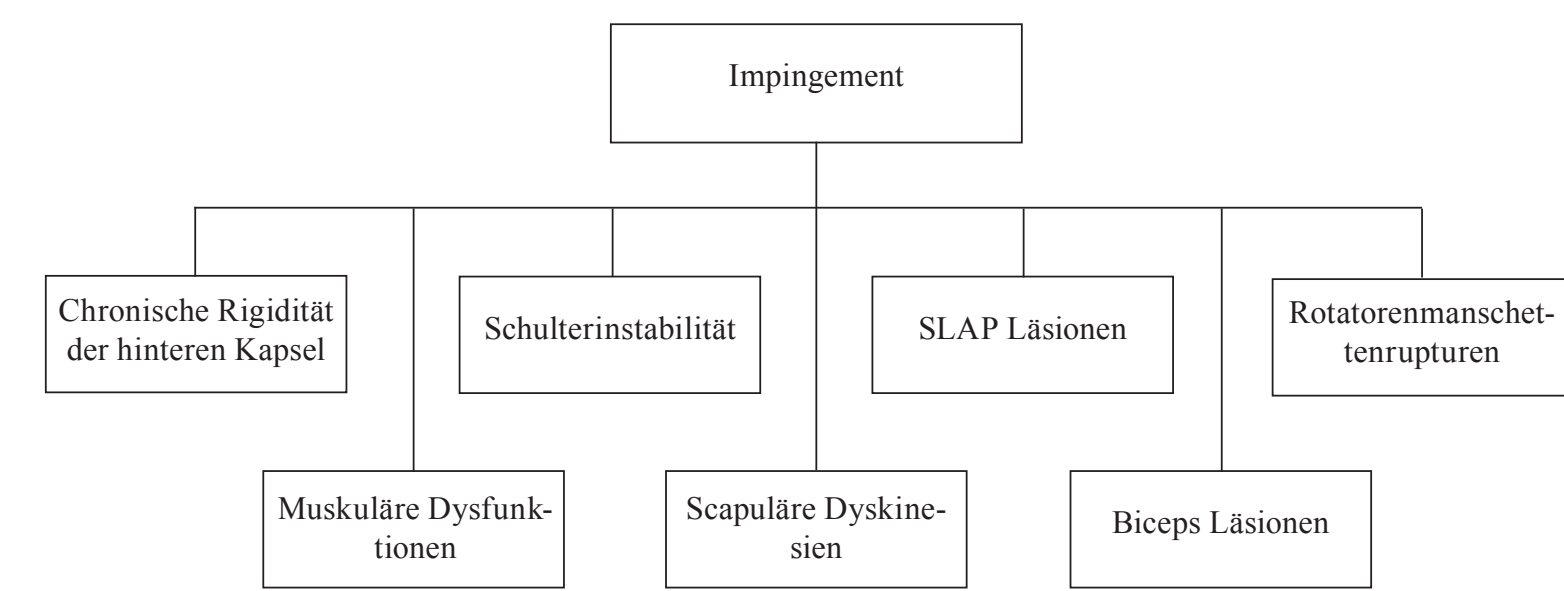 Impingement
Chronische Rigidität
der hinteren Kapsel
Schulterinstabilität
SLAP Läsionen
Rotatorenmanschet-
tenrupturen
Muskuläre Dysfunk-
tionen
Scapuläre Dyskine-
sien
Biceps Läsionen